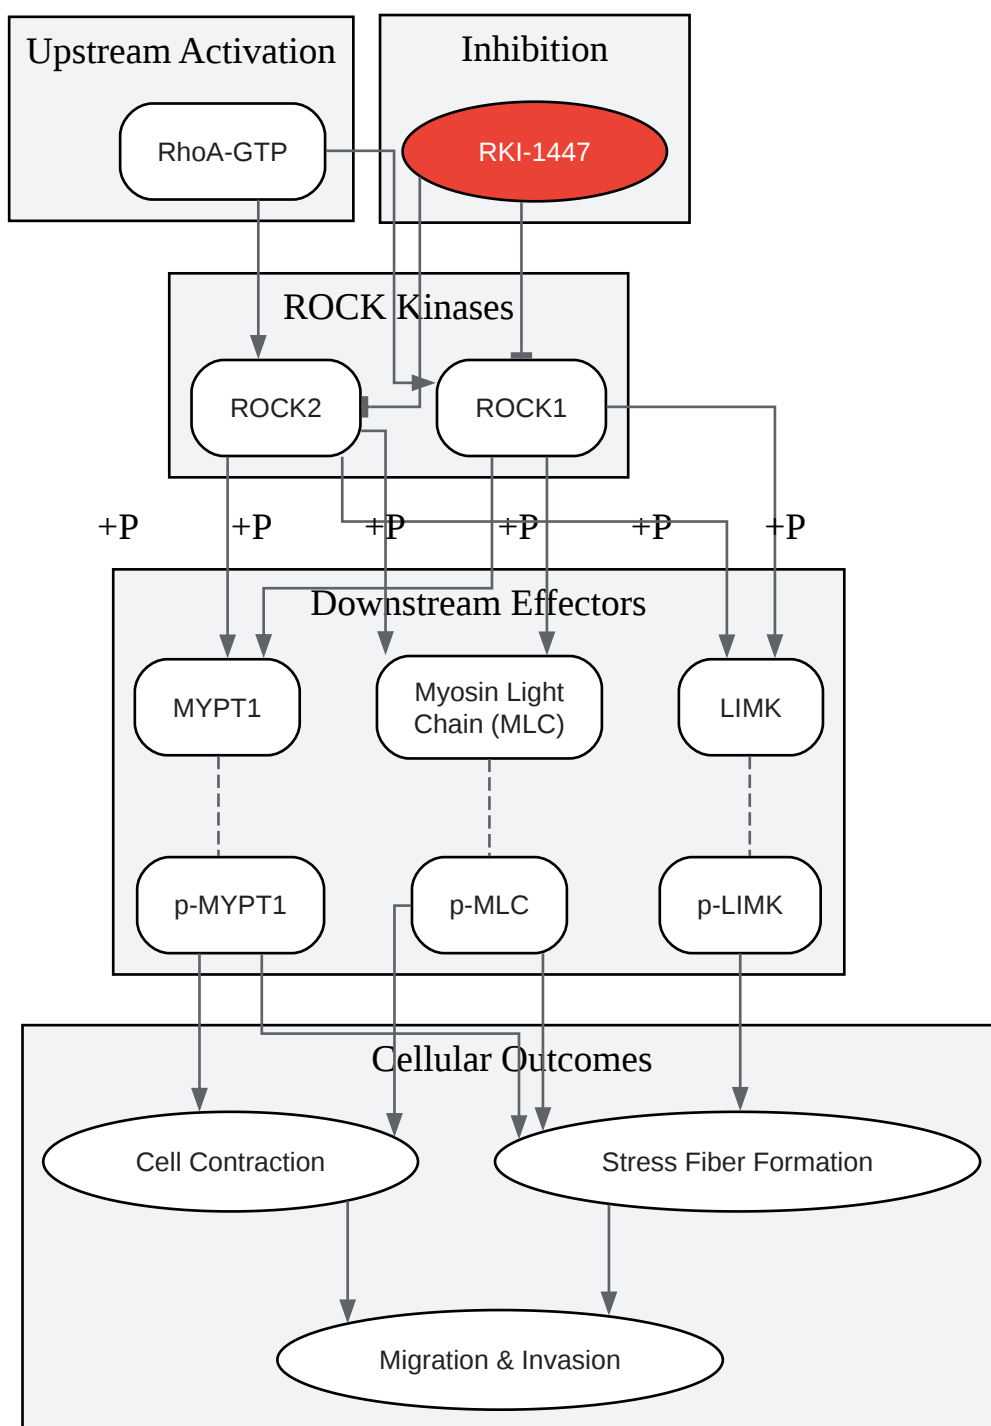 Upstream Activation
Inhibition
RhoA-GTP
RKI-1447
ROCK Kinases
ROCK2
ROCK1
+P
+P
+P
+P
+P
+P
Downstream Effectors
MYPT1
Myosin Light
Chain (MLC)
LIMK
p-MYPT1
p-MLC
p-LIMK
Cellular Outcomes
Cell Contraction
Stress Fiber Formation
Migration & Invasion